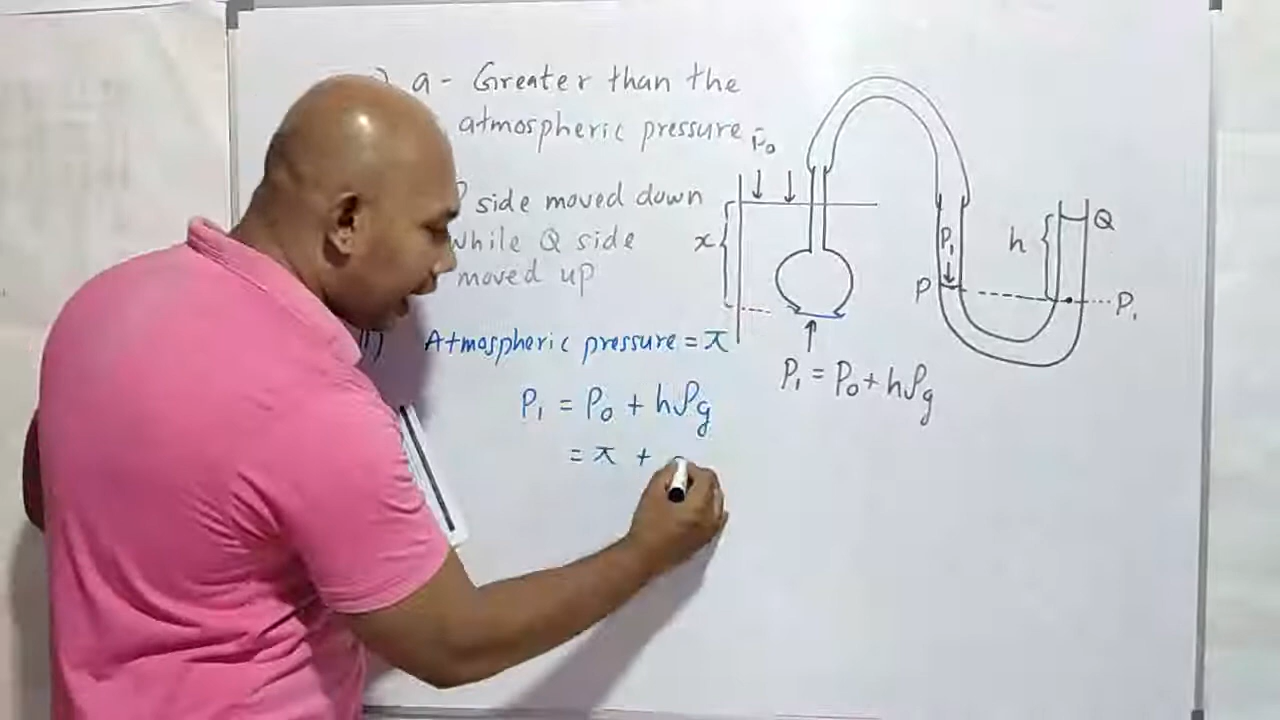 a - Greater than the
atmospheric pressure
side moved down
while Q side
moved up
Atmospheric pressure = π
P₁ = P₀ + hρg
= π +
P₀
x
P₁
P
h
Q
P₁
P₁ = P₀ + hρg